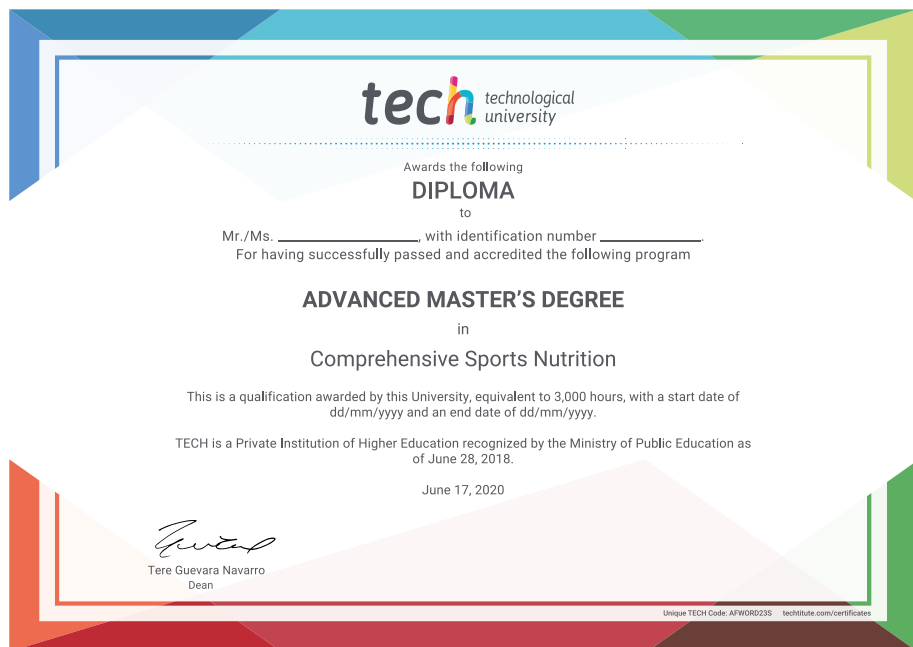 tech technological
university
Awards the following
DIPLOMA
to
Mr./Ms. ____________________, with identification number ______________.
For having successfully passed and accredited the following program
ADVANCED MASTER'S DEGREE
in
Comprehensive Sports Nutrition
This is a qualification awarded by this University, equivalent to 3,000 hours, with a start date of
dd/mm/yyyy and an end date of dd/mm/yyyy.
TECH is a Private Institution of Higher Education recognized by the Ministry of Public Education as
of June 28, 2018.
June 17, 2020
Tere Guevara Navarro
Dean
Unique TECH Code: AFWORD23S techtitute.com/certificates